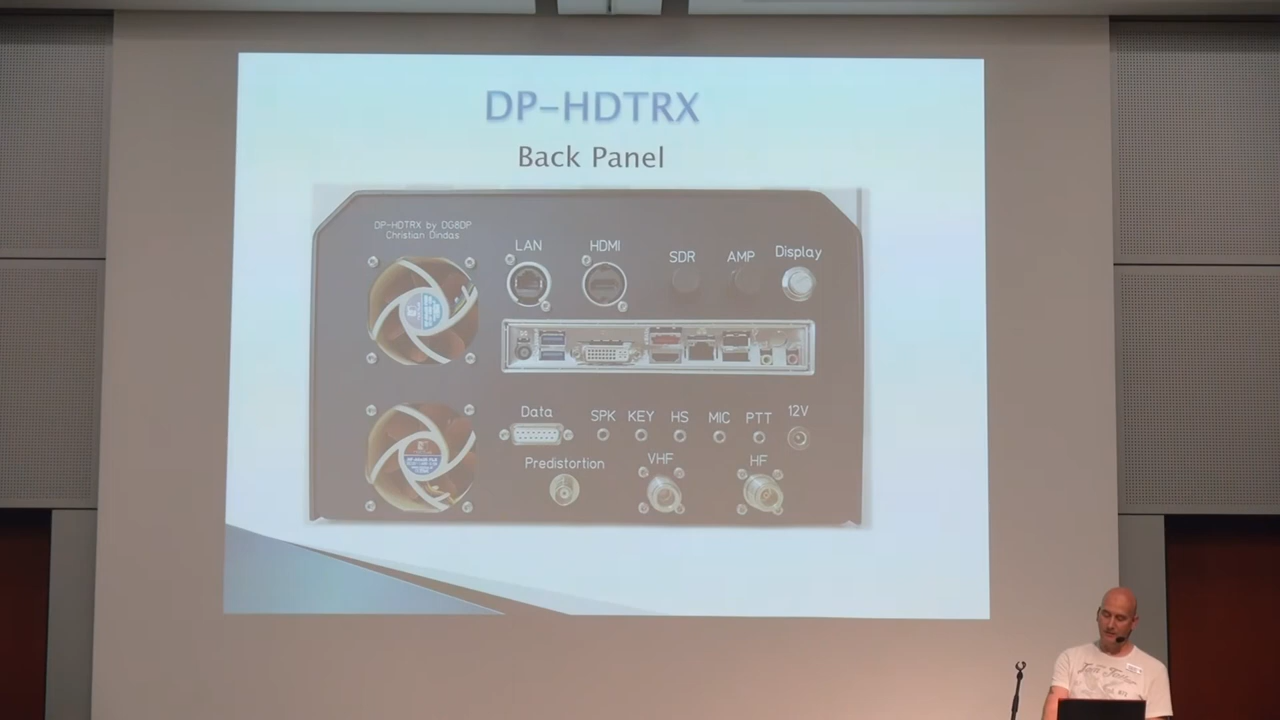 DP-HDTRX
Back Panel
DP-HDTRX by DG8DP
Christian Dindas
LAN
HDMI
SDR
AMP
Display
Data
SPK
KEY
HS
MIC
PTT
12V
Predistortion
VHF
HF